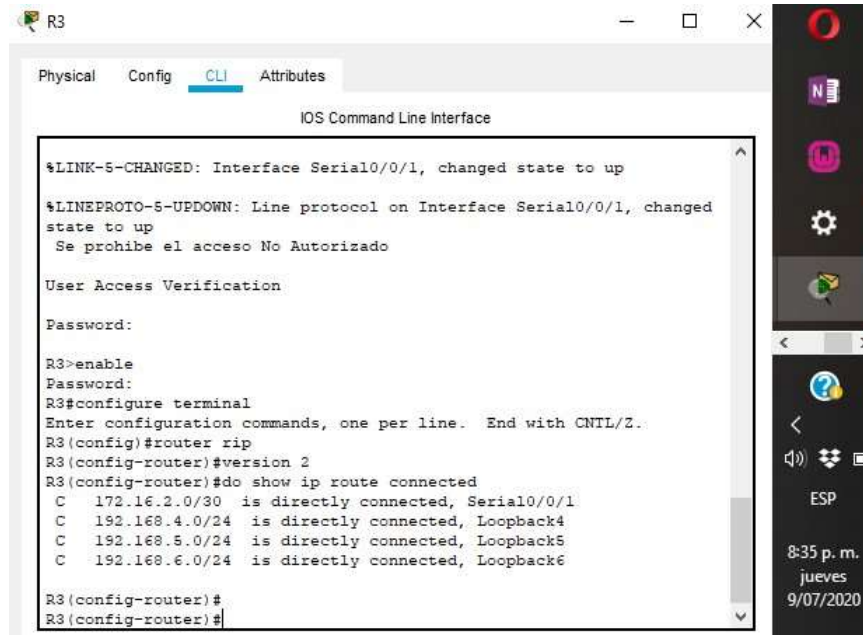 R3
Physical Config CLI Attributes
IOS Command Line Interface
%LINK-5-CHANGED: Interface Serial0/0/1, changed state to up
%LINEPROTO-5-UPDOWN: Line protocol on Interface Serial0/0/1, changed
state to up
Se prohibe el acceso No Autorizado
User Access Verification
Password:
R3>enable
Password:
R3#configure terminal
Enter configuration commands, one per line. End with CNTL/Z.
R3(config)#router rip
R3(config-router)#version 2
R3(config-router)#do show ip route connected
C 172.16.2.0/30 is directly connected, Serial0/0/1
C 192.168.4.0/24 is directly connected, Loopback4
C 192.168.5.0/24 is directly connected, Loopback5
C 192.168.6.0/24 is directly connected, Loopback6
R3(config-router)#
R3(config-router)#
N
ESP
8:35 p. m.
jueves
9/07/2020